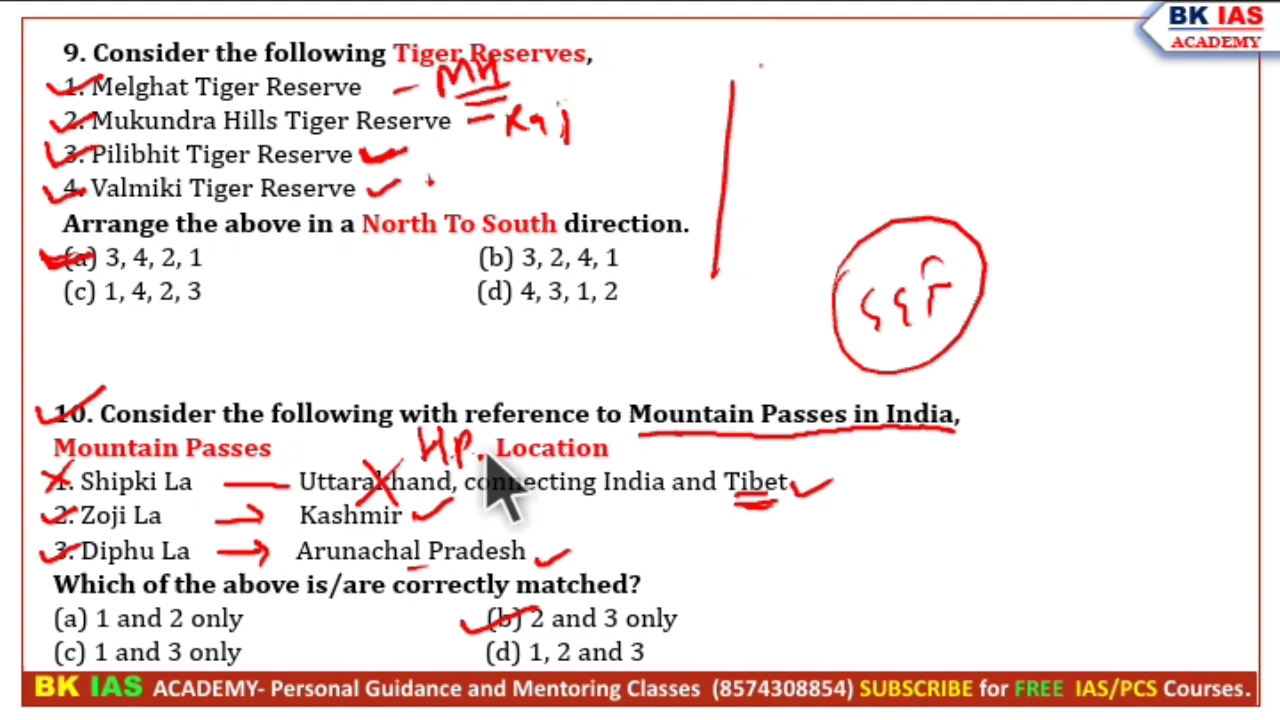 BK IAS
ACADEMY
9. Consider the following Tiger Reserves,
1. Melghat Tiger Reserve - MH
2. Mukundra Hills Tiger Reserve - Raj
3. Pilibhit Tiger Reserve
4. Valmiki Tiger Reserve
Arrange the above in a North To South direction.
(a) 3, 4, 2, 1 (b) 3, 2, 4, 1
(c) 1, 4, 2, 3 (d) 4, 3, 1, 2
10. Consider the following with reference to Mountain Passes in India,
Mountain Passes HP. Location
1. Shipki La Uttarakhand, connecting India and Tibet
2. Zoji La → Kashmir
3. Diphu La → Arunachal Pradesh
Which of the above is/are correctly matched?
(a) 1 and 2 only (b) 2 and 3 only
(c) 1 and 3 only (d) 1, 2 and 3
BK IAS ACADEMY- Personal Guidance and Mentoring Classes (8574308854) SUBSCRIBE for FREE IAS/PCS Courses.